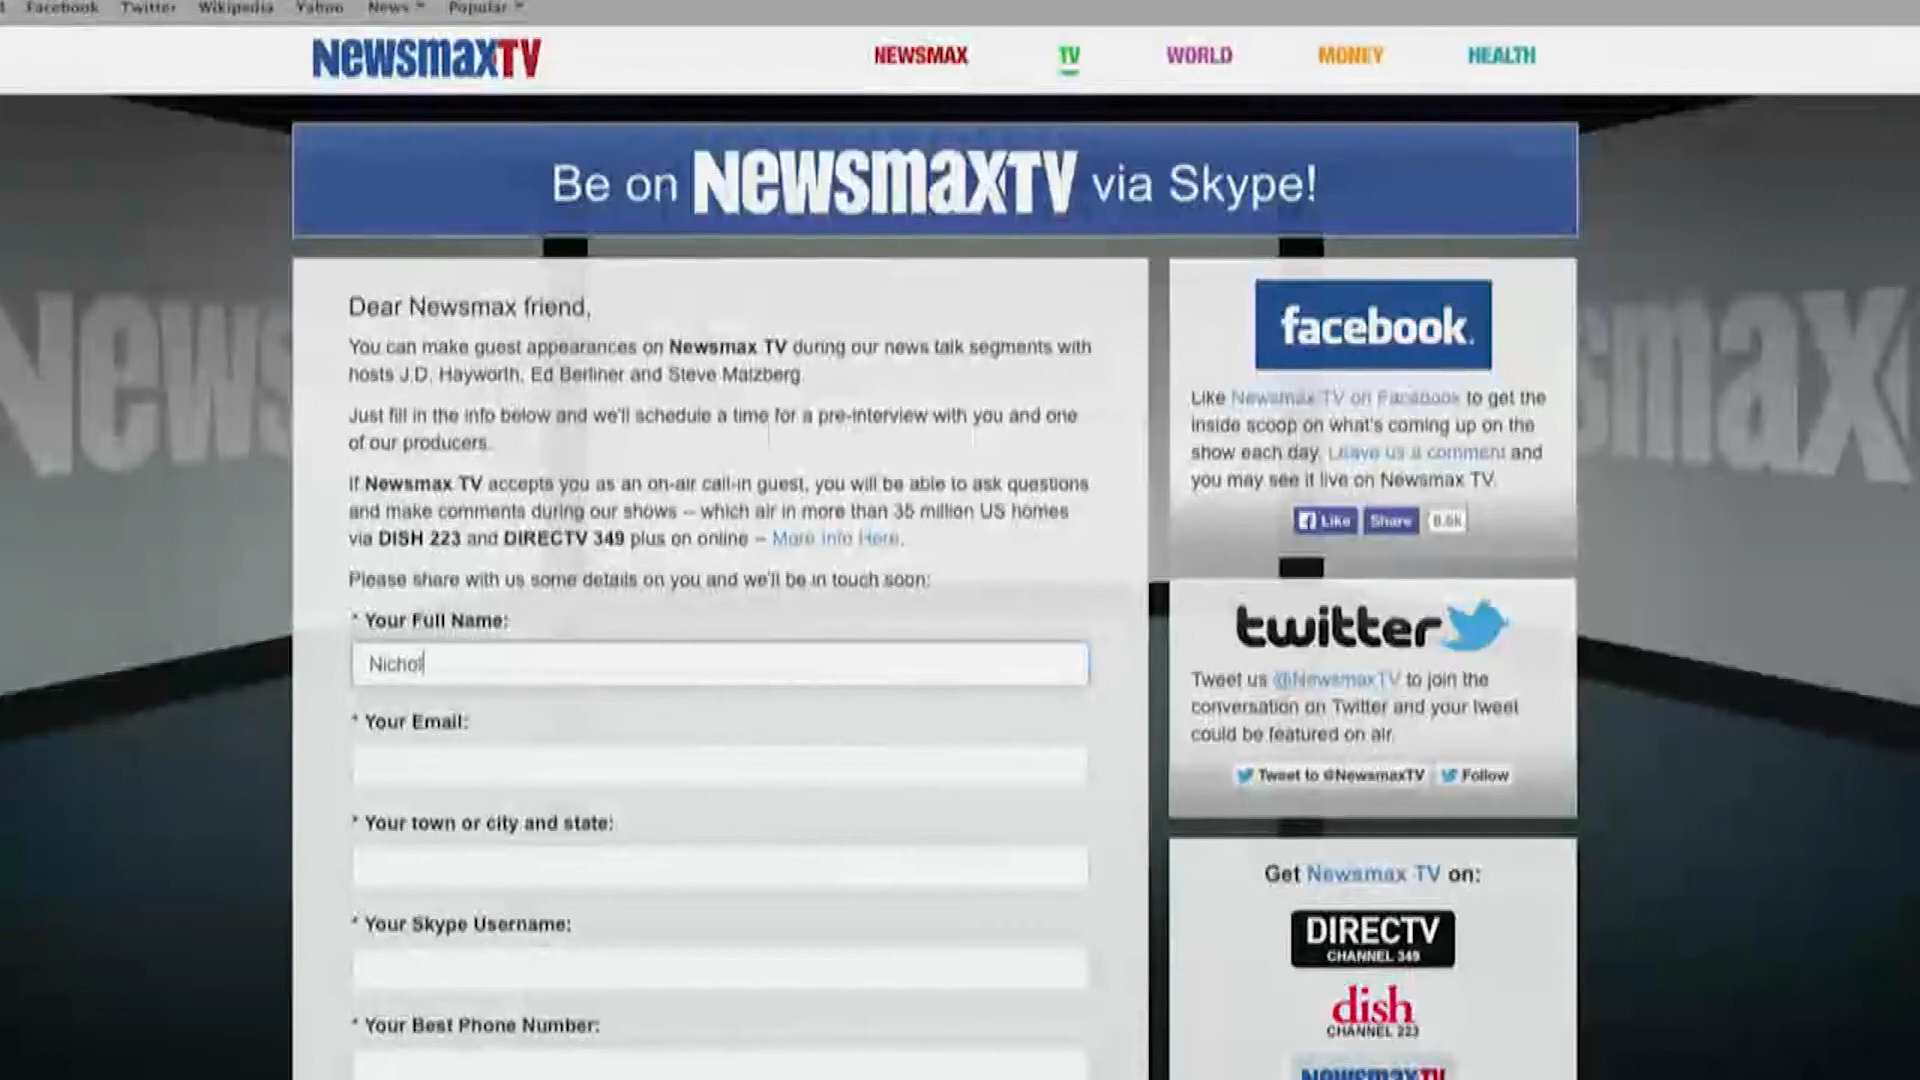 Facebook Twitter Wikipedia Yahoo News Popular
NewsmaxTV NEWSMAX TV WORLD MONEY HEALTH
Be on NewsmaxTV via Skype!
Dear Newsmax friend,
You can make guest appearances on Newsmax TV during our news talk segments with
hosts J.D. Hayworth, Ed Berliner and Steve Malzberg.
Just fill in the info below and we'll schedule a time for a pre-interview with you and one
of our producers.
If Newsmax TV accepts you as an on-air call-in guest, you will be able to ask questions
and make comments during our shows – which air in more than 35 million US homes
via DISH 223 and DIRECTV 349 plus on online – More Info Here.
Please share with us some details on you and we'll be in touch soon:
* Your Full Name:
Nichol
* Your Email:
* Your town or city and state:
* Your Skype Username:
* Your Best Phone Number:
facebook.
Like Newsmax TV on Facebook to get the
inside scoop on what's coming up on the
show each day. Leave us a comment and
you may see it live on Newsmax TV.
Like Share 8.6k
twitter
Tweet us @NewsmaxTV to join the
conversation on Twitter and your tweet
could be featured on air.
Tweet to @NewsmaxTV Follow
Get Newsmax TV on:
DIRECTV
CHANNEL 349
dish
CHANNEL 223
NewsmaxTV
News
smax